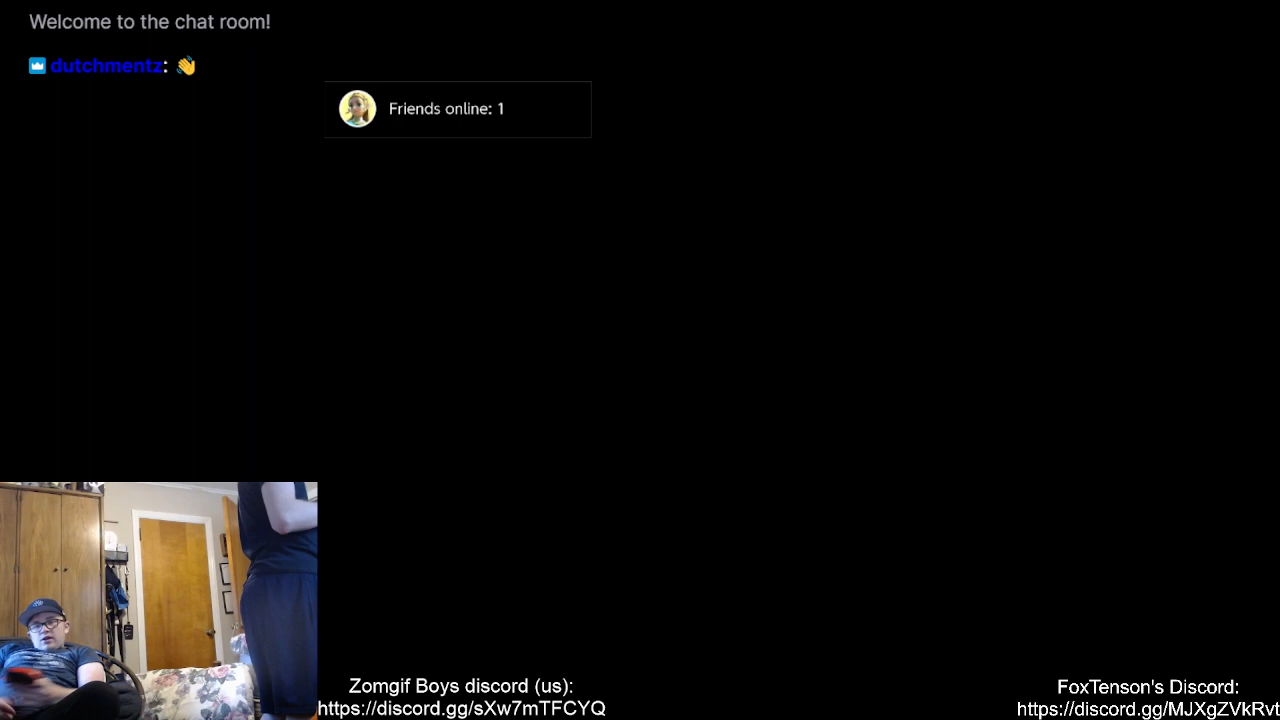 Welcome to the chat room!
dutchmentz: 👋
Friends online: 1
Zomgif Boys discord (us):
https://discord.gg/sXw7mTFCYQ
FoxTenson's Discord:
https://discord.gg/MJXgZVkRvt